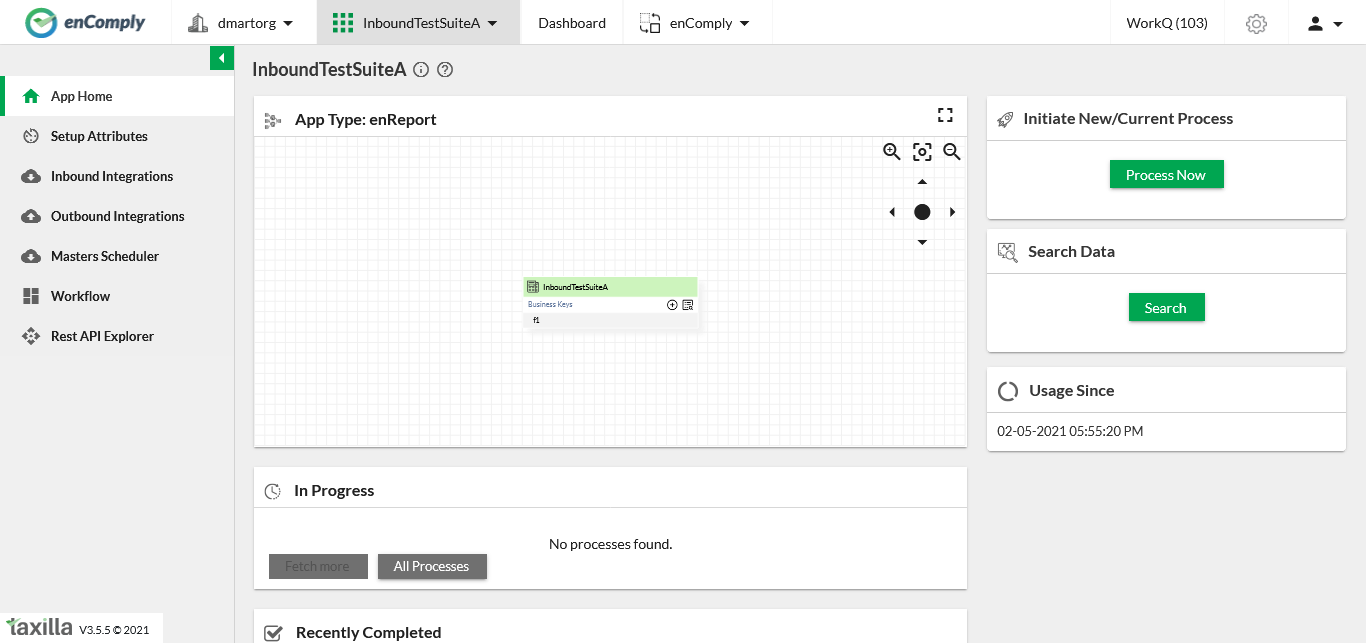 enComply
dmartorg
InboundTestSuiteA
Dashboard
enComply
WorkQ (103)
App Home
Setup Attributes
Inbound Integrations
Outbound Integrations
Masters Scheduler
Workflow
Rest API Explorer
InboundTestSuiteA
App Type: enReport
InboundTestSuiteA
Business Keys
f1
Initiate New/Current Process
Process Now
Search Data
Search
Usage Since
02-05-2021 05:55:20 PM
In Progress
No processes found.
Fetch more
All Processes
Recently Completed
taxilla V3.5.5 © 2021